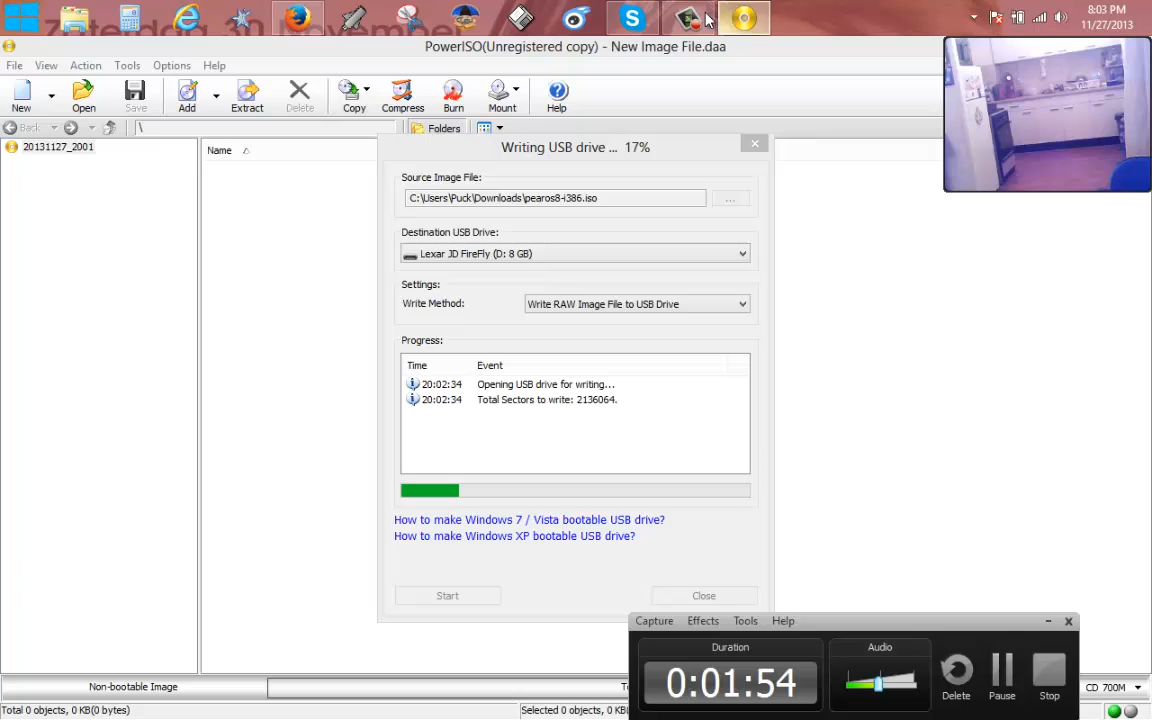 8:03 PM
11/27/2013
PowerISO(Unregistered copy) - New Image File.daa
File View Action Tools Options Help
New Open Save Add Extract Delete Copy Compress Burn Mount Help
Back \ Folders
20131127_2001
Name
Writing USB drive ... 17%
Source Image File:
C:\Users\Puck\Downloads\pearos8-i386.iso ...
Destination USB Drive:
Lexar JD FireFly (D: 8 GB)
Settings:
Write Method: Write RAW Image File to USB Drive
Progress:
Time Event
20:02:34 Opening USB drive for writing...
20:02:34 Total Sectors to write: 2136064.
How to make Windows 7 / Vista bootable USB drive?
How to make Windows XP bootable USB drive?
Start Close
Capture Effects Tools Help
Duration Audio
0:01:54
Delete Pause Stop
Non-bootable Image CD 700M
Total 0 objects, 0 KB(0 bytes) Selected 0 objects, 0 KB